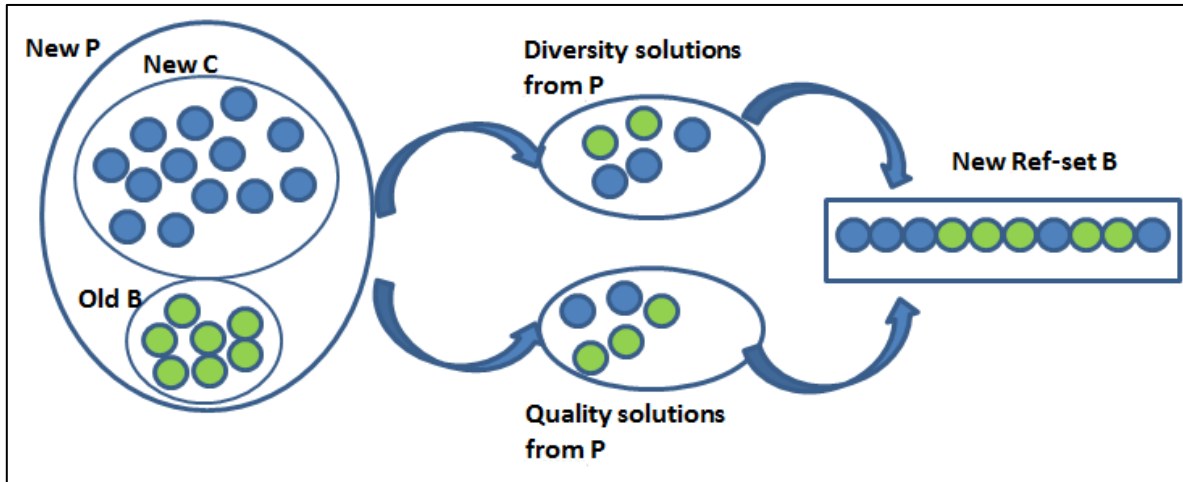 New P
New C
Old B
Diversity solutions
from P
Quality solutions
from P
New Ref-set B